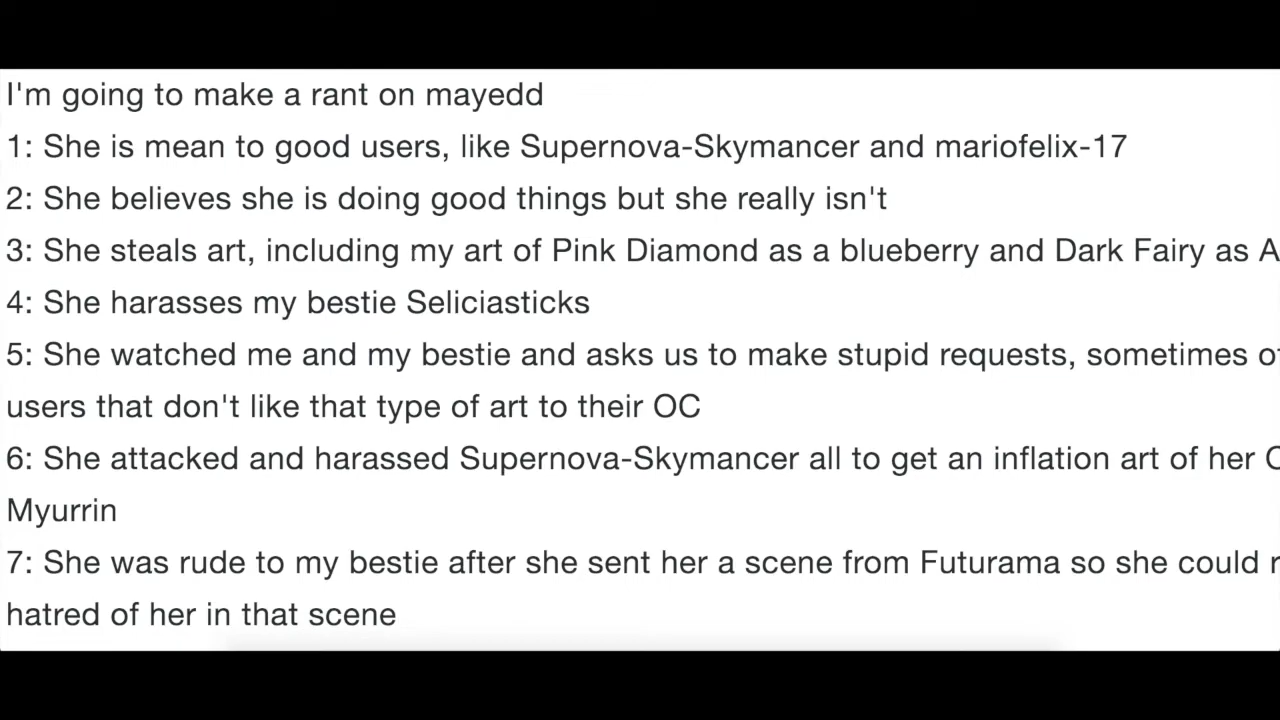 I'm going to make a rant on mayedd
1: She is mean to good users, like Supernova-Skymancer and mariofelix-17
2: She believes she is doing good things but she really isn't
3: She steals art, including my art of Pink Diamond as a blueberry and Dark Fairy as A
4: She harasses my bestie Seliciasticks
5: She watched me and my bestie and asks us to make stupid requests, sometimes
users that don't like that type of art to their OC
6: She attacked and harassed Supernova-Skymancer all to get an inflation art of her
Myurrin
7: She was rude to my bestie after she sent her a scene from Futurama so she could
hatred of her in that scene